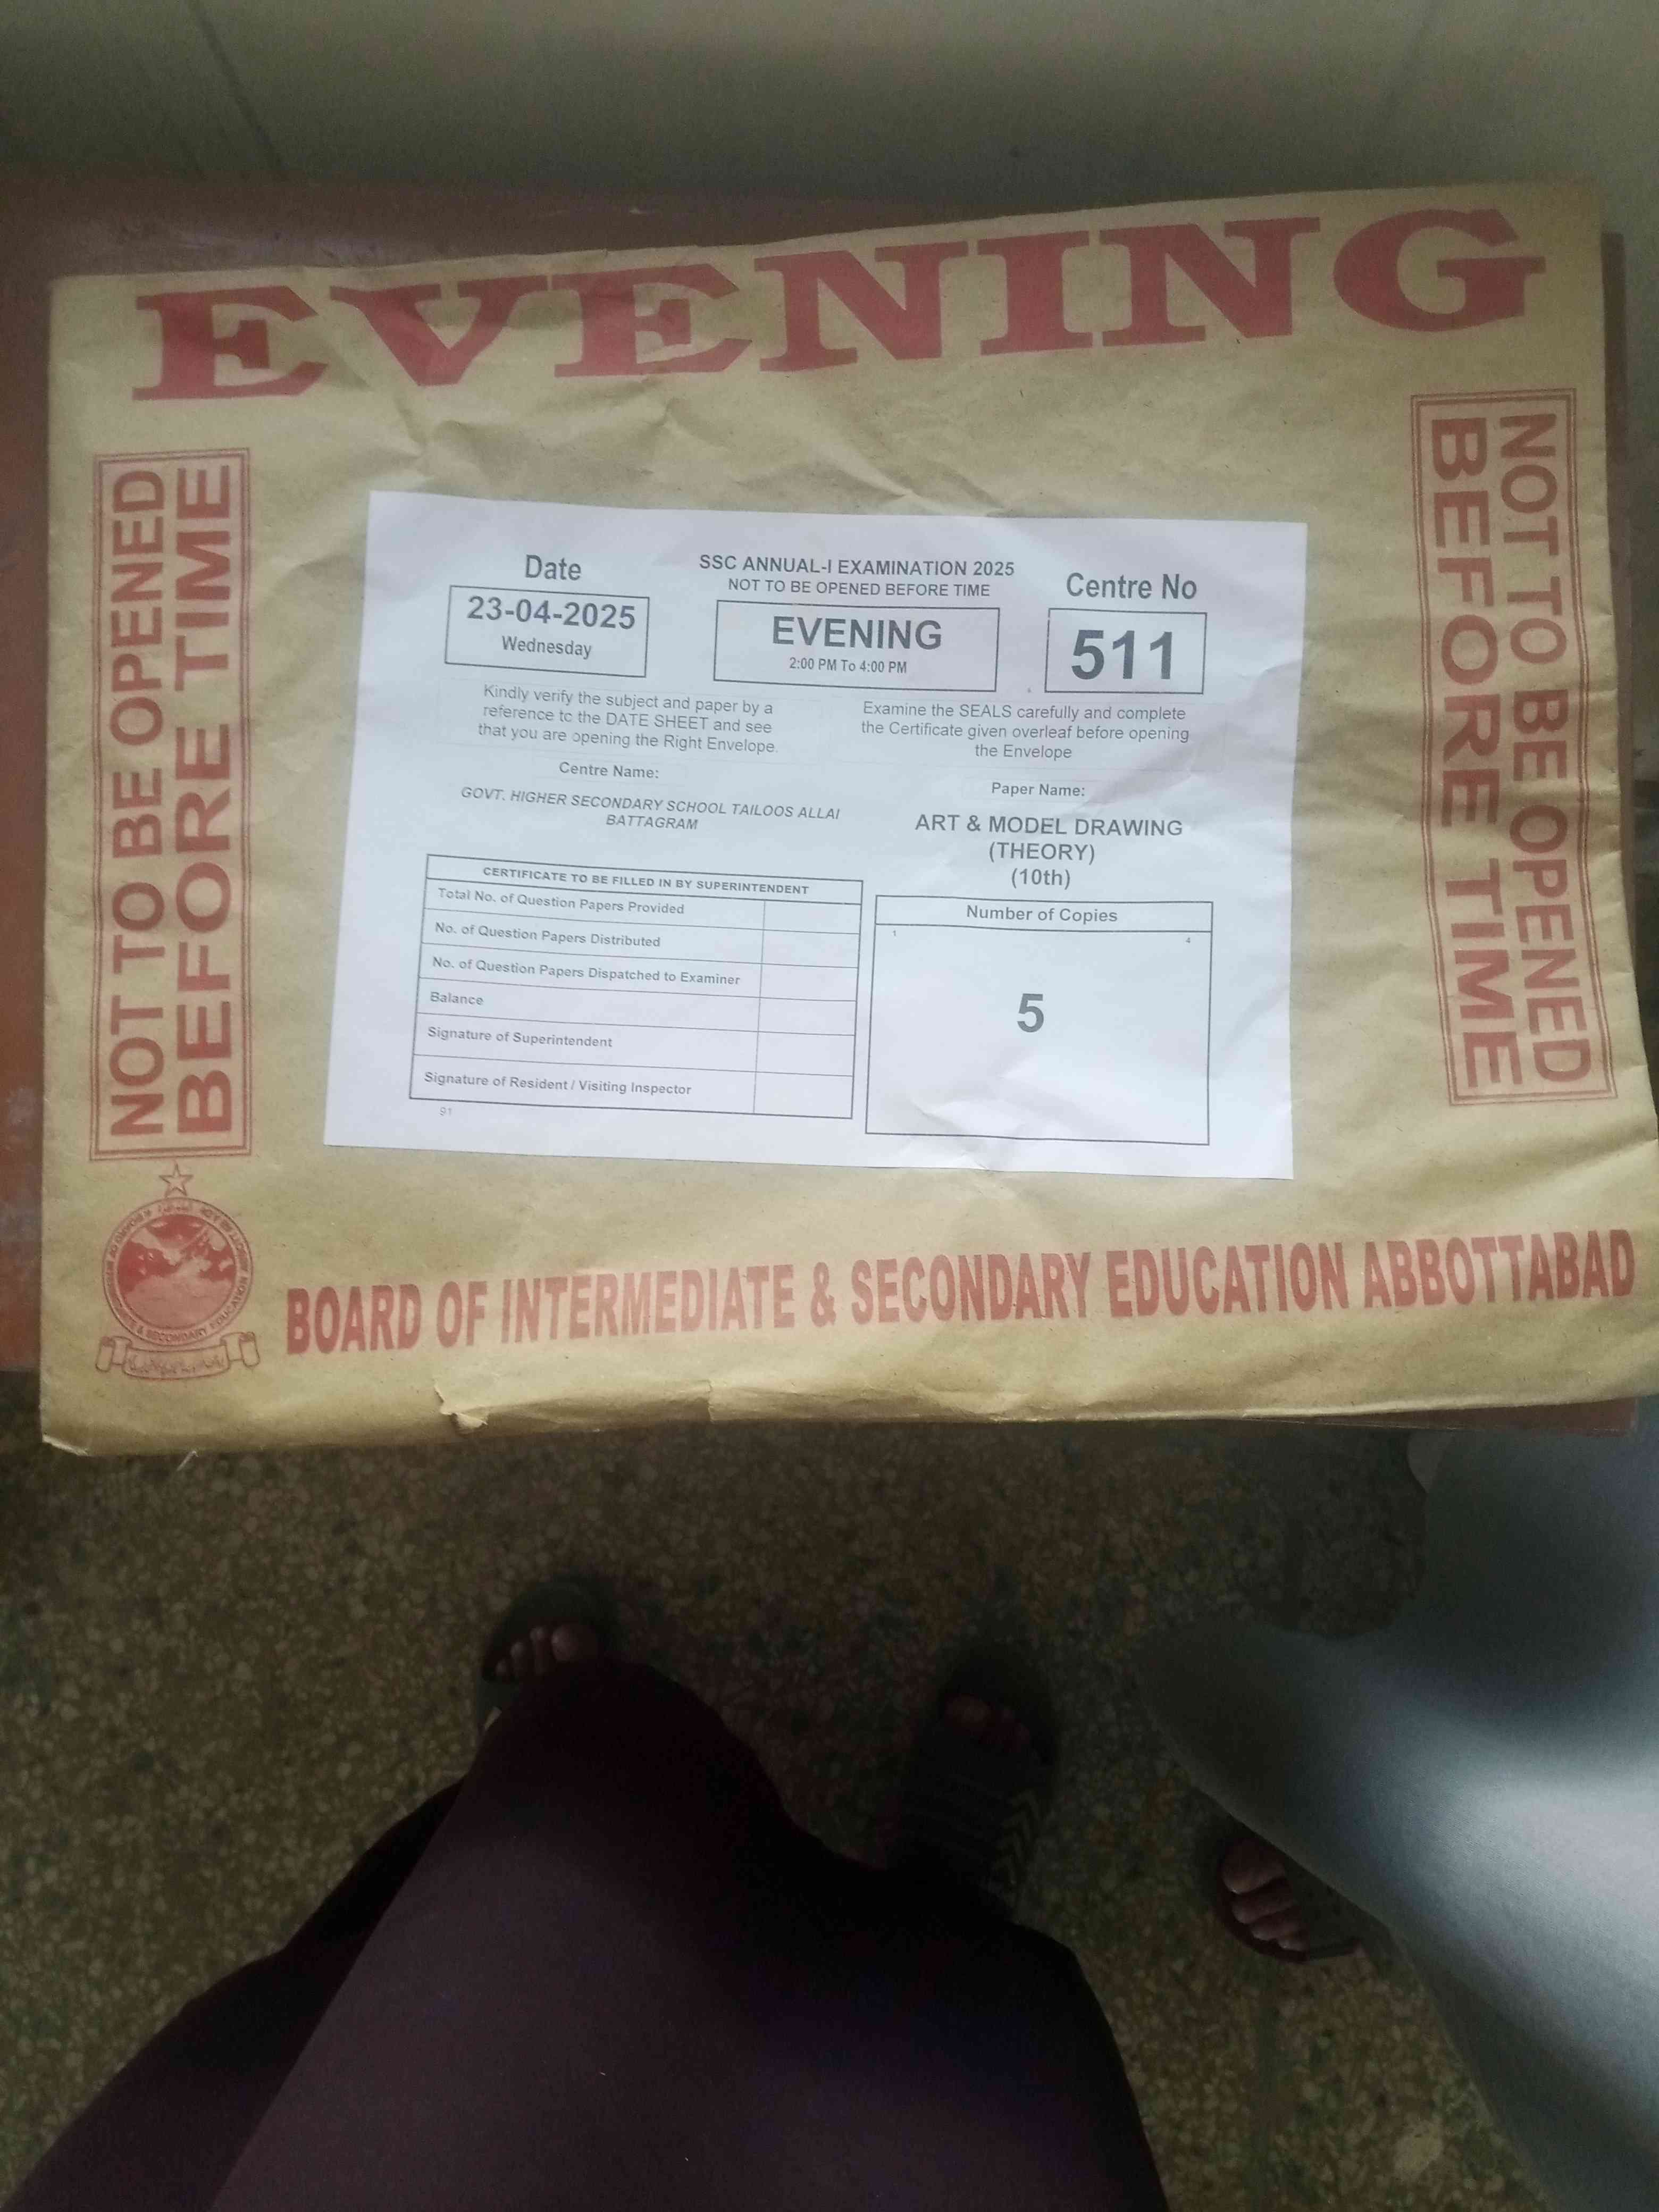 EVENING
NOT TO BE OPENED
BEFORE TIME
NOT TO BE OPENED
BEFORE TIME
Date
23-04-2025
Wednesday
SSC ANNUAL-I EXAMINATION 2025
NOT TO BE OPENED BEFORE TIME
EVENING
2:00 PM To 4:00 PM
Centre No
511
Kindly verify the subject and paper by a
reference to the DATE SHEET and see
that you are opening the Right Envelope.
Examine the SEALS carefully and complete
the Certificate given overleaf before opening
the Envelope
Centre Name:
GOVT. HIGHER SECONDARY SCHOOL TAILOOS ALLAI
BATTAGRAM
Paper Name:
ART & MODEL DRAWING
(THEORY)
(10th)
CERTIFICATE TO BE FILLED IN BY SUPERINTENDENT
Total No. of Question Papers Provided
No. of Question Papers Distributed
No. of Question Papers Dispatched to Examiner
Balance
Signature of Superintendent
Signature of Resident / Visiting Inspector
91
Number of Copies
1 4
5
BOARD OF INTERMEDIATE & SECONDARY EDUCATION ABBOTTABAD